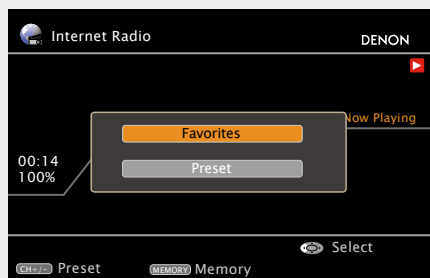 Internet Radio
DENON
Now Playing
Favorites
Preset
00:14
100%
Select
CH+/- Preset
MEMORY Memory